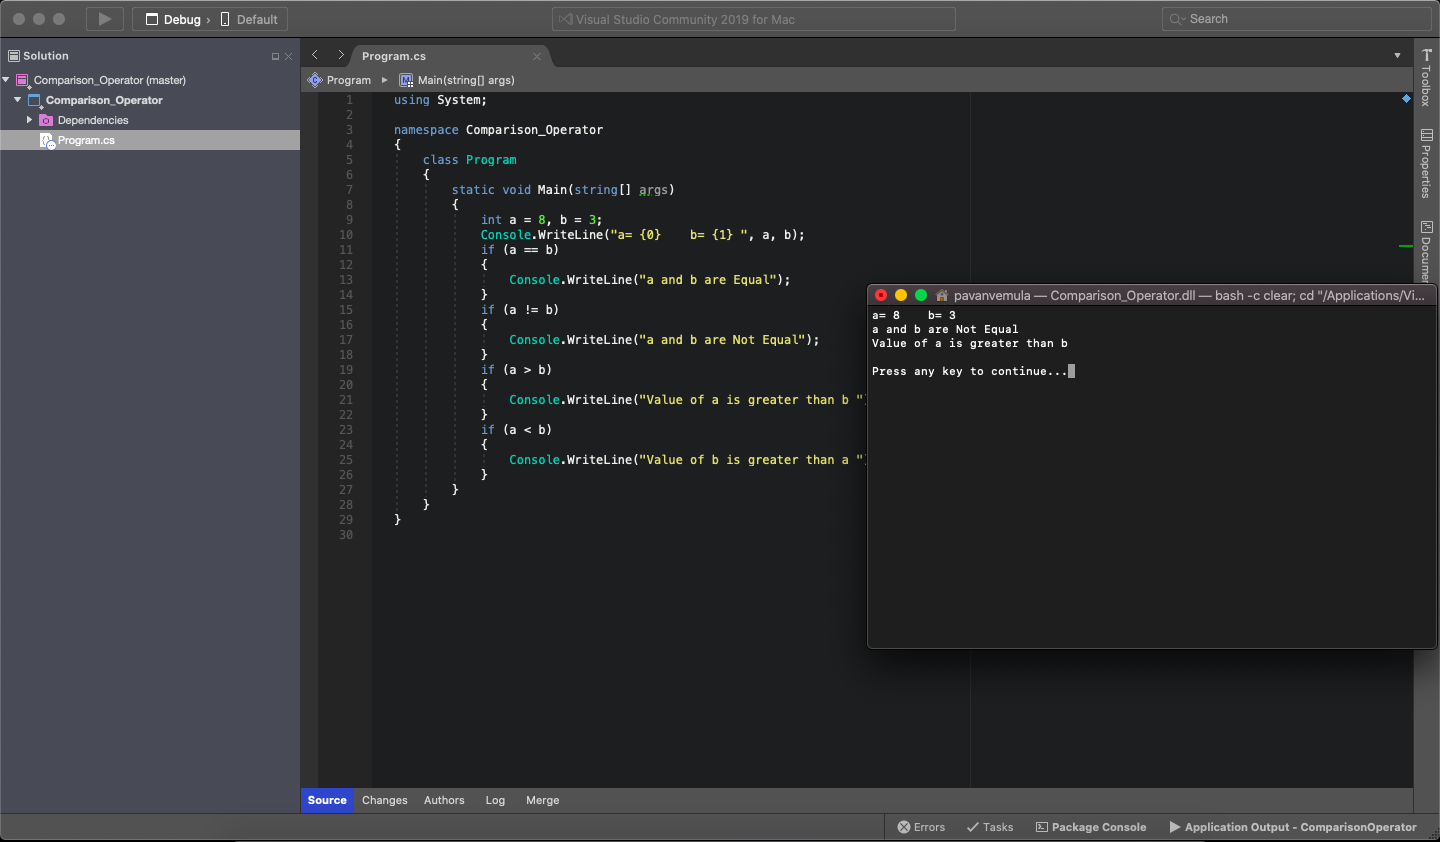 Debug › Default
Visual Studio Community 2019 for Mac
Search
Solution
Comparison_Operator (master)
Comparison_Operator
Dependencies
Program.cs
Program.cs
Program ▸ Main(string[] args)
1 using System;
2
3 namespace Comparison_Operator
4 {
5 class Program
6 {
7 static void Main(string[] args)
8 {
9 int a = 8, b = 3;
10 Console.WriteLine("a= {0}    b= {1} ", a, b);
11 if (a == b)
12 {
13 Console.WriteLine("a and b are Equal");
14 }
15 if (a != b)
16 {
17 Console.WriteLine("a and b are Not Equal");
18 }
19 if (a > b)
20 {
21 Console.WriteLine("Value of a is greater than b "
22 }
23 if (a < b)
24 {
25 Console.WriteLine("Value of b is greater than a "
26 }
27 }
28 }
29 }
30
pavanvemula — Comparison_Operator.dll — bash -c clear; cd "/Applications/Vi...
a= 8    b= 3
a and b are Not Equal
Value of a is greater than b
Press any key to continue...
Toolbox
Properties
Documen
Source Changes Authors Log Merge
Errors Tasks Package Console Application Output - ComparisonOperator